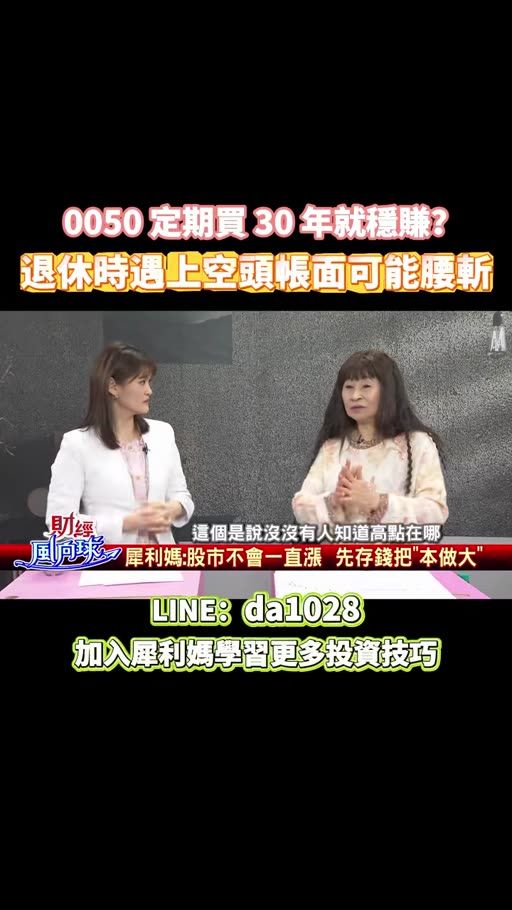 0050 定期買 30 年就穩賺?
退休時遇上空頭帳面可能腰斬
這個是說沒沒有人知道高點在哪
財經
風向球
犀利媽:股市不會一直漲 先存錢把"本做大"
LINE: da1028
加入犀利媽學習更多投資技巧